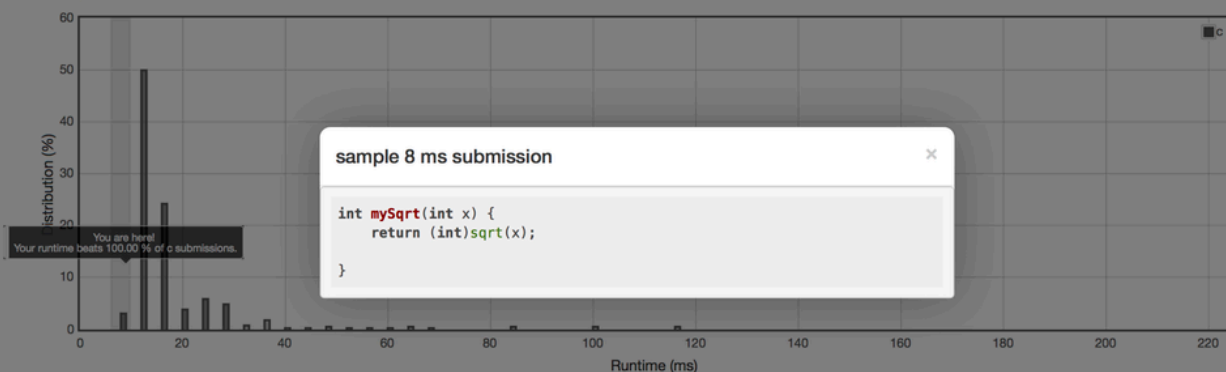 60
50
40
30
20
10
0
Distribution (%)
c
You are here!
Your runtime beats 100.00 % of c submissions.
sample 8 ms submission
×
int mySqrt(int x) {
    return (int)sqrt(x);
}
0 20 40 60 80 100 120 140 160 180 200 220
Runtime (ms)